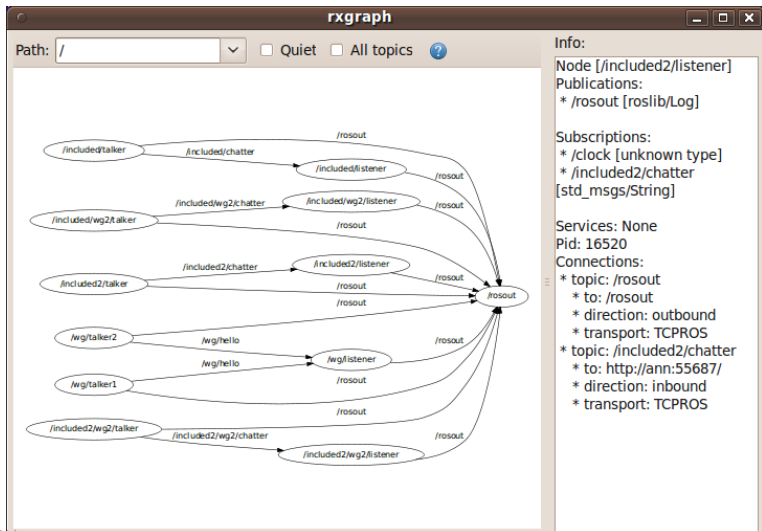 rxgraph
Path: /
Quiet
All topics
?
/rosout
/included/talker
/included/chatter
/included/listener
/rosout
/included/wg2/chatter
/included/wg2/listener
/rosout
/included/wg2/talker
/rosout
/included2/chatter
/included2/listener
/rosout
/included2/talker
/rosout
/rosout
/rosout
/wg/talker2
/wg/hello
/rosout
/wg/listener
/wg/hello
/wg/talker1
/rosout
/rosout
/included2/wg2/talker
/included2/wg2/chatter
/rosout
/included2/wg2/listener
Info:
Node [/included2/listener]
Publications:
* /rosout [roslib/Log]
Subscriptions:
* /clock [unknown type]
* /included2/chatter
[std_msgs/String]
Services: None
Pid: 16520
Connections:
* topic: /rosout
* to: /rosout
* direction: outbound
* transport: TCPROS
* topic: /included2/chatter
* to: http://ann:55687/
* direction: inbound
* transport: TCPROS